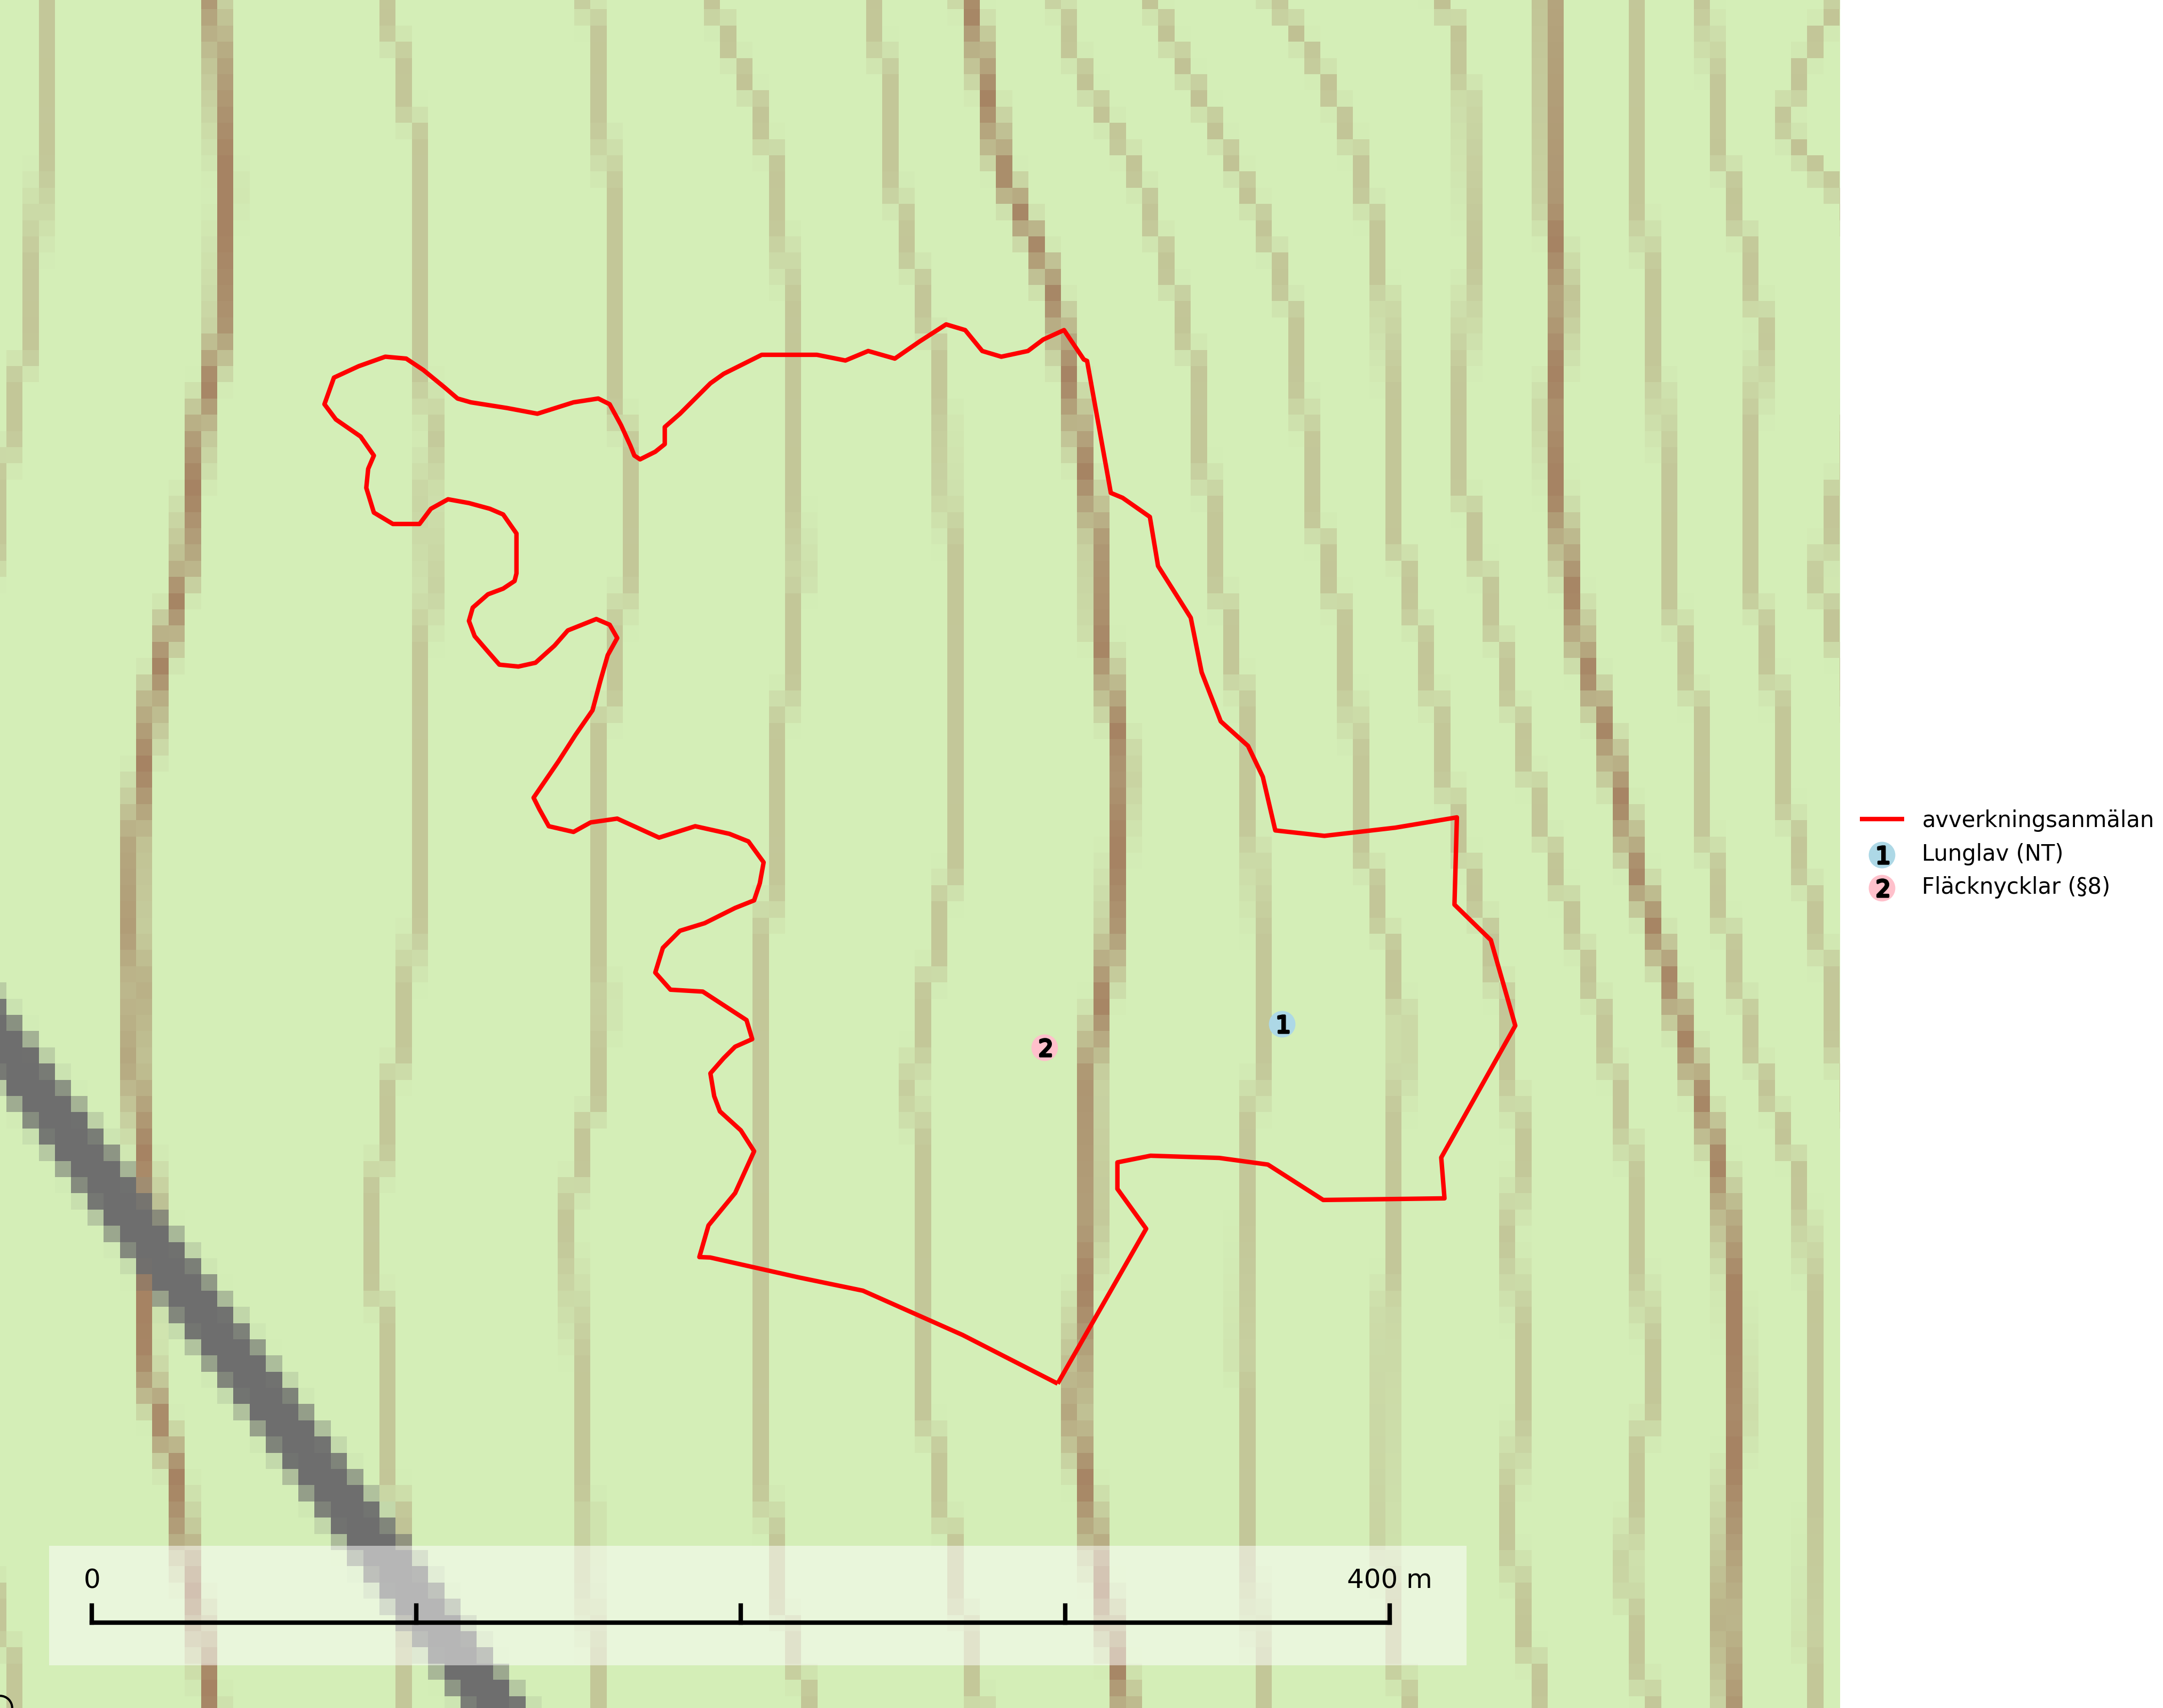 avverkningsanmälan
1 Lunglav (NT)
2 Fläcknycklar (§8)
1
2
0 400 m